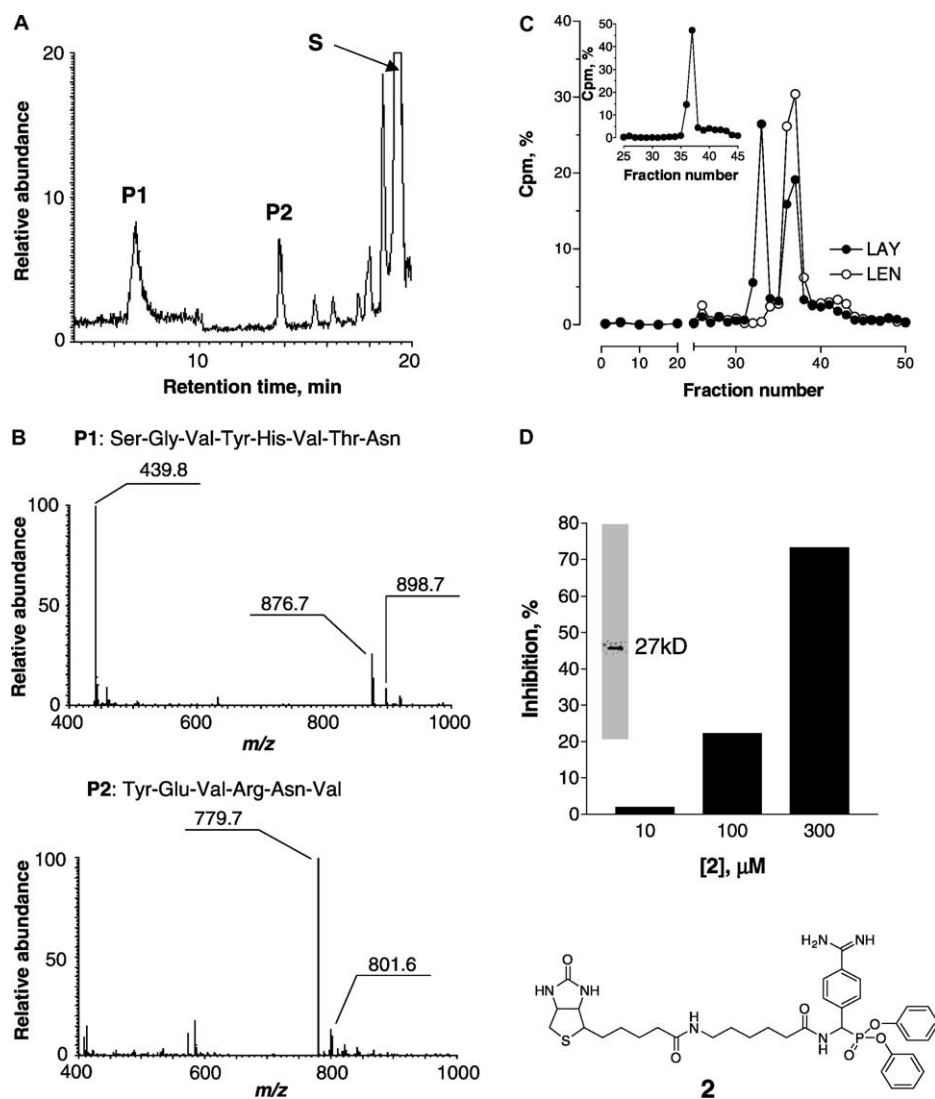 A
S
20
P1
P2
10
Relative abundance
0
10
20
Retention time, min
B
P1: Ser-Gly-Val-Tyr-His-Val-Thr-Asn
439.8
100
898.7
876.7
50
Relative abundance
0
400
600
800
1000
m/z
P2: Tyr-Glu-Val-Arg-Asn-Val
779.7
100
801.6
50
Relative abundance
0
400
600
800
1000
m/z
C
50
40
30
20
10
0
Cpm, %
25
30
35
40
45
Fraction number
40
30
20
10
0
Cpm, %
LAY
LEN
0
10
20
30
40
50
Fraction number
D
80
70
60
50
40
30
20
10
0
Inhibition, %
27kD
10
100
300
[2], µM
H₂N
NH
O
HN
NH
S
O
H
N
O
N
H
P
O
O
O
2